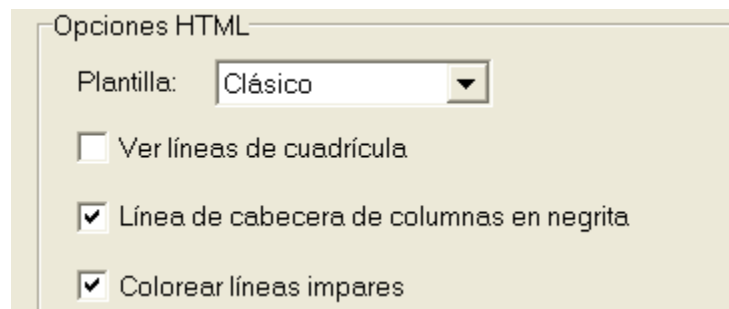 Opciones HTML
Plantilla: Clásico
Ver líneas de cuadrícula
Línea de cabecera de columnas en negrita
Colorear líneas impares